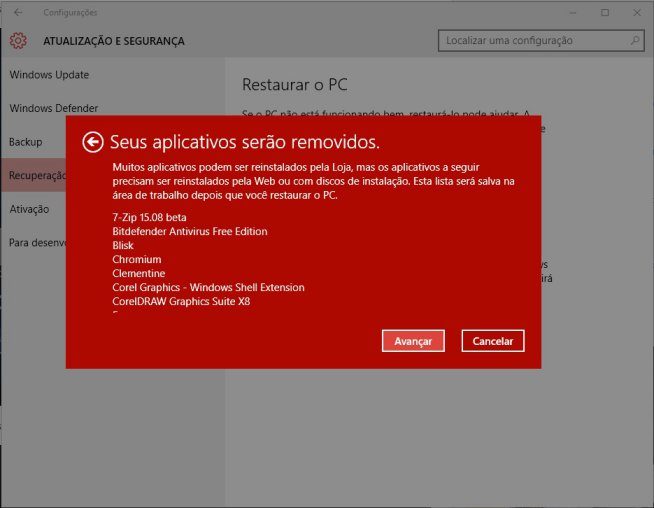 Configurações
ATUALIZAÇÃO E SEGURANÇA
Localizar uma configuração
Windows Update
Windows Defender
Backup
Recuperação
Ativação
Para desenv
Restaurar o PC
Se o PC não está funcionando bem, restaurá-lo pode ajudar. A
Seus aplicativos serão removidos.
Muitos aplicativos podem ser reinstalados pela Loja, mas os aplicativos a seguir
precisam ser reinstalados pela Web ou com discos de instalação. Esta lista será salva na
área de trabalho depois que você restaurar o PC.
7-Zip 15.08 beta
Bitdefender Antivirus Free Edition
Blisk
Chromium
Clementine
Corel Graphics - Windows Shell Extension
CorelDRAW Graphics Suite X8
Avançar
Cancelar